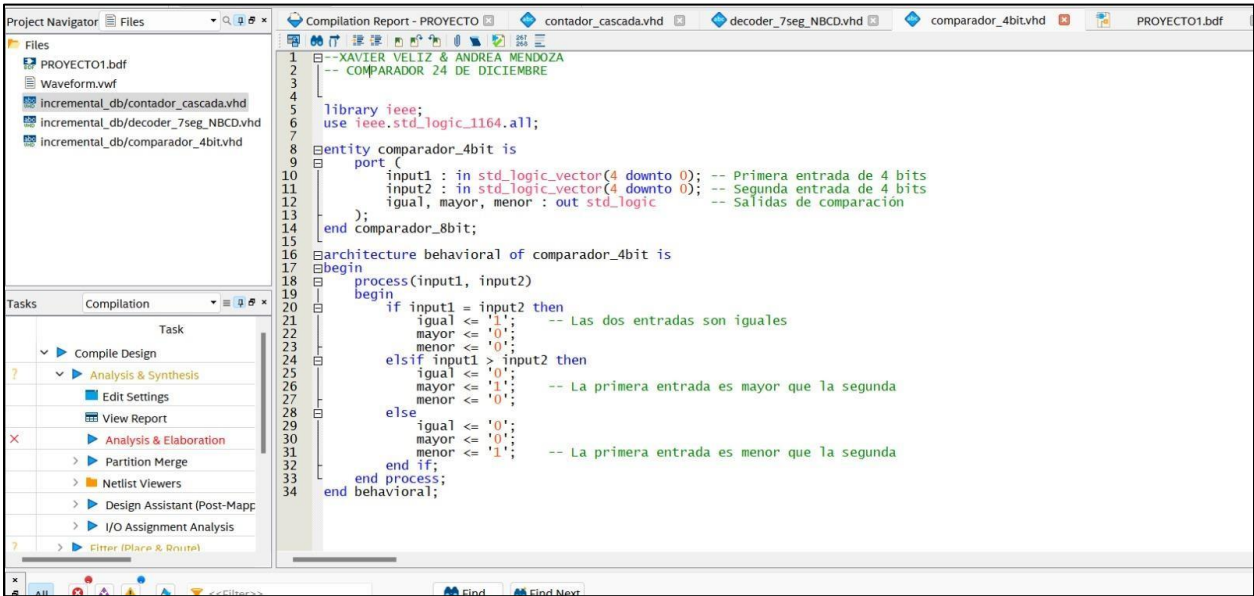 Project Navigator Files
Compilation Report - PROYECTO
contador_cascada.vhd
decoder_7seg_NBCD.vhd
comparador_4bit.vhd
PROYECTO1.bdf
Files
PROYECTO1.bdf
Waveform.vwf
incremental_db/contador_cascada.vhd
incremental_db/decoder_7seg_NBCD.vhd
incremental_db/comparador_4bit.vhd
Tasks Compilation
Task
Compile Design
? Analysis & Synthesis
Edit Settings
View Report
Analysis & Elaboration
Partition Merge
Netlist Viewers
Design Assistant (Post-Mapp
I/O Assignment Analysis
? Fitter (Place & Route)
267
268
1 --XAVIER VELIZ & ANDREA MENDOZA
2 -- COMPARADOR 24 DE DICIEMBRE
3
4
5 library ieee;
6 use ieee.std_logic_1164.all;
7
8 entity comparador_4bit is
9 port (
10 input1 : in std_logic_vector(4 downto 0); -- Primera entrada de 4 bits
11 input2 : in std_logic_vector(4 downto 0); -- Segunda entrada de 4 bits
12 igual, mayor, menor : out std_logic -- Salidas de comparación
13 );
14 end comparador_8bit;
15
16 architecture behavioral of comparador_4bit is
17 begin
18 process(input1, input2)
19 begin
20 if input1 = input2 then
21 igual <= '1'; -- Las dos entradas son iguales
22 mayor <= '0';
23 menor <= '0';
24 elsif input1 > input2 then
25 igual <= '0';
26 mayor <= '1'; -- La primera entrada es mayor que la segunda
27 menor <= '0';
28 else
29 igual <= '0';
30 mayor <= '0';
31 menor <= '1'; -- La primera entrada es menor que la segunda
32 end if;
33 end process;
34 end behavioral;
All
<<Filter>>
Find
Find Next